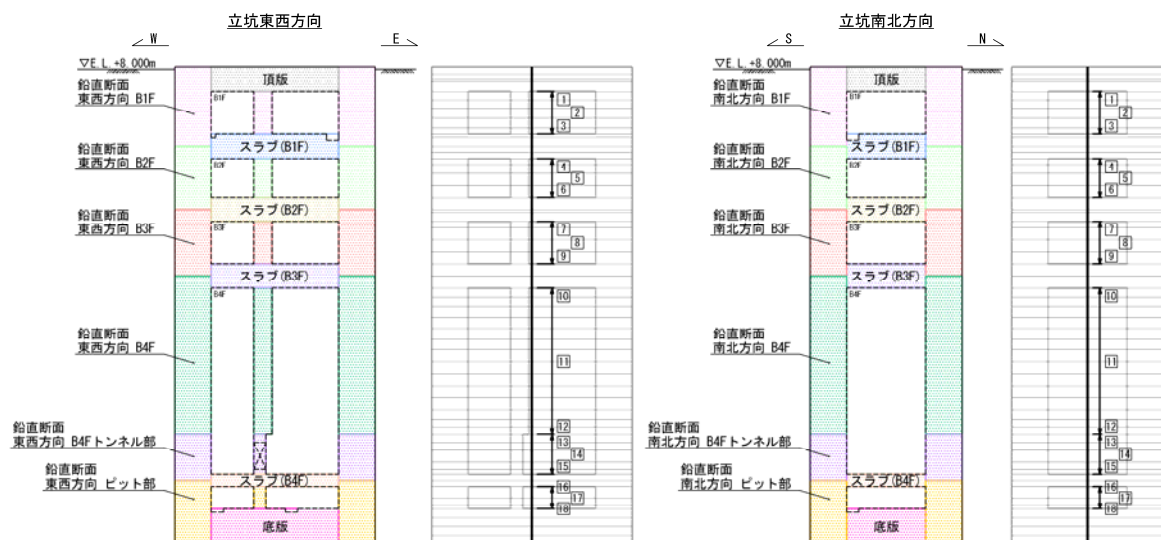 立坑東西方向
W
E
▽E.L.+8.000m
頂版
鉛直断面
東西方向 B1F
B1F
スラブ(B1F)
鉛直断面
東西方向 B2F
B2F
スラブ(B2F)
鉛直断面
東西方向 B3F
B3F
スラブ(B3F)
B4F
鉛直断面
東西方向 B4F
鉛直断面
東西方向 B4Fトンネル部
スラブ(B4F)
鉛直断面
東西方向 ピット部
底版
1
2
3
4
5
6
7
8
9
10
11
12
13
14
15
16
17
18
立坑南北方向
S
N
▽E.L.+8.000m
頂版
鉛直断面
南北方向 B1F
B1F
スラブ(B1F)
鉛直断面
南北方向 B2F
B2F
スラブ(B2F)
鉛直断面
南北方向 B3F
B3F
スラブ(B3F)
B4F
鉛直断面
南北方向 B4F
鉛直断面
南北方向 B4Fトンネル部
スラブ(B4F)
鉛直断面
南北方向 ピット部
底版
1
2
3
4
5
6
7
8
9
10
11
12
13
14
15
16
17
18